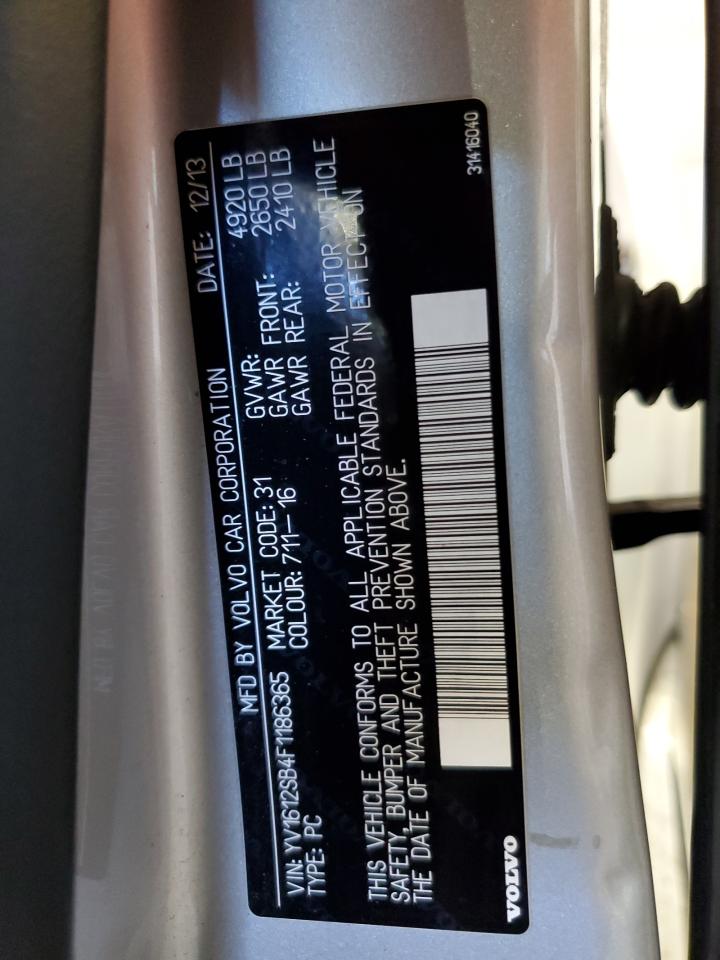 MFD BY VOLVO CAR CORPORATION DATE: 12/13
VIN: YV1612SB4F1186365 MARKET CODE: 31 GVWR: 4920 LB
TYPE: PC COLOUR: 711-16 GAWR FRONT: 2650 LB
GAWR REAR: 2410 LB
THIS VEHICLE CONFORMS TO ALL APPLICABLE FEDERAL MOTOR VEHICLE
SAFETY, BUMPER AND THEFT PREVENTION STANDARDS IN EFFECT ON
THE DATE OF MANUFACTURE SHOWN ABOVE.
VOLVO 31416040